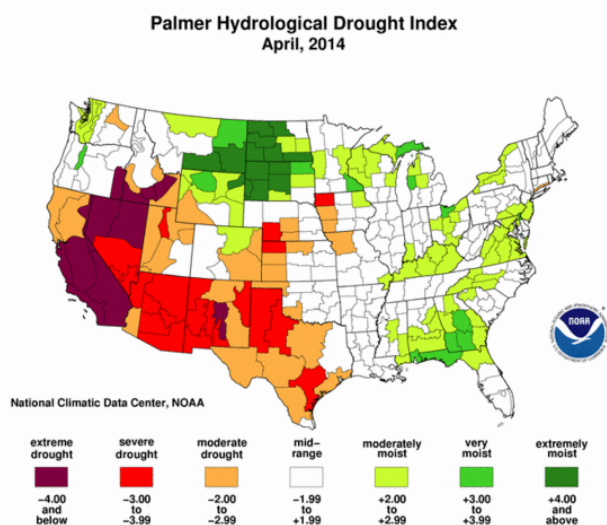 Palmer Hydrological Drought Index
April, 2014
NOAA
National Climatic Data Center, NOAA
extreme drought
severe drought
moderate drought
mid-range
moderately moist
very moist
extremely moist
-4.00 and below
-3.00 to -3.99
-2.00 to -2.99
-1.99 to +1.99
+2.00 to +2.99
+3.00 to +3.99
+4.00 and above